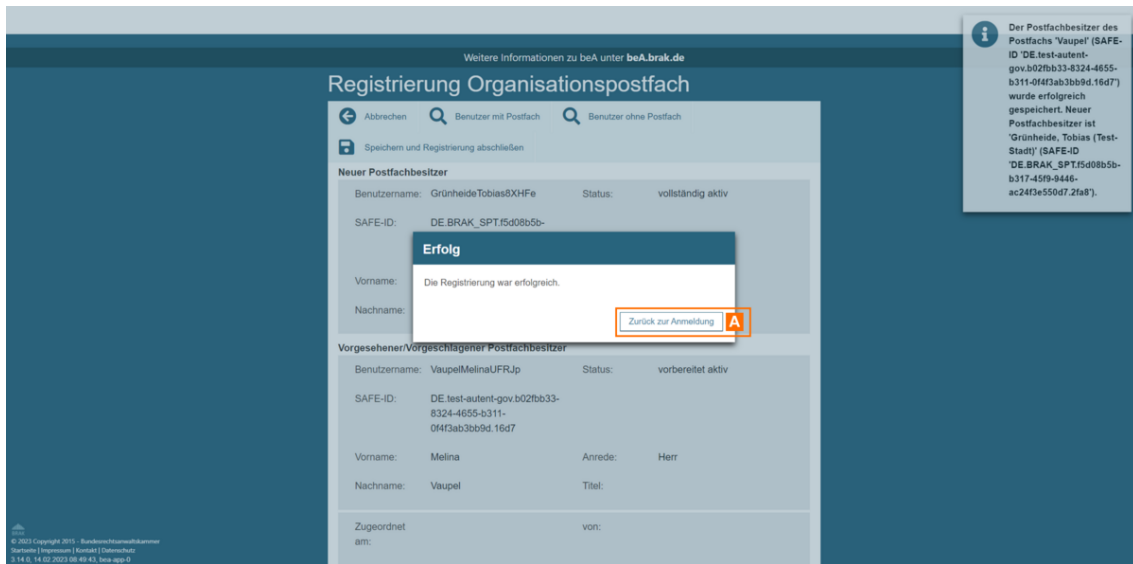 Weitere Informationen zu beA unter beA.brak.de
Registrierung Organisationspostfach
Abbrechen
Benutzer mit Postfach
Benutzer ohne Postfach
Speichern und Registrierung abschließen
Neuer Postfachbesitzer
Benutzername: GrünheideTobias8XHFe Status: vollständig aktiv
SAFE-ID: DE.BRAK_SPT.f5d08b5b-
Erfolg
Vorname: Die Registrierung war erfolgreich.
Nachname:
Zurück zur Anmeldung A
Vorgesehener/Vorgeschlagener Postfachbesitzer
Benutzername: VaupelMelinaUFRJp Status: vorbereitet aktiv
SAFE-ID: DE.test-autent-gov.b02fbb33-
8324-4655-b311-
0f4f3ab3bb9d.16d7
Vorname: Melina Anrede: Herr
Nachname: Vaupel Titel:
Zugeordnet von:
am:
Der Postfachbesitzer des
Postfachs 'Vaupel' (SAFE-
ID 'DE.test-autent-
gov.b02fbb33-8324-4655-
b311-0f4f3ab3bb9d.16d7')
wurde erfolgreich
gespeichert. Neuer
Postfachbesitzer ist
'Grünheide, Tobias (Test-
Stadt)' (SAFE-ID
'DE.BRAK_SPT.f5d08b5b-
b317-45f9-9446-
ac24f3e550d7.2fa8').
© 2023 Copyright 2015 - Bundesrechtsanwaltskammer
Startseite | Impressum | Kontakt | Datenschutz
3.14.0, 14.02.2023 08:49:43, bea-app-0